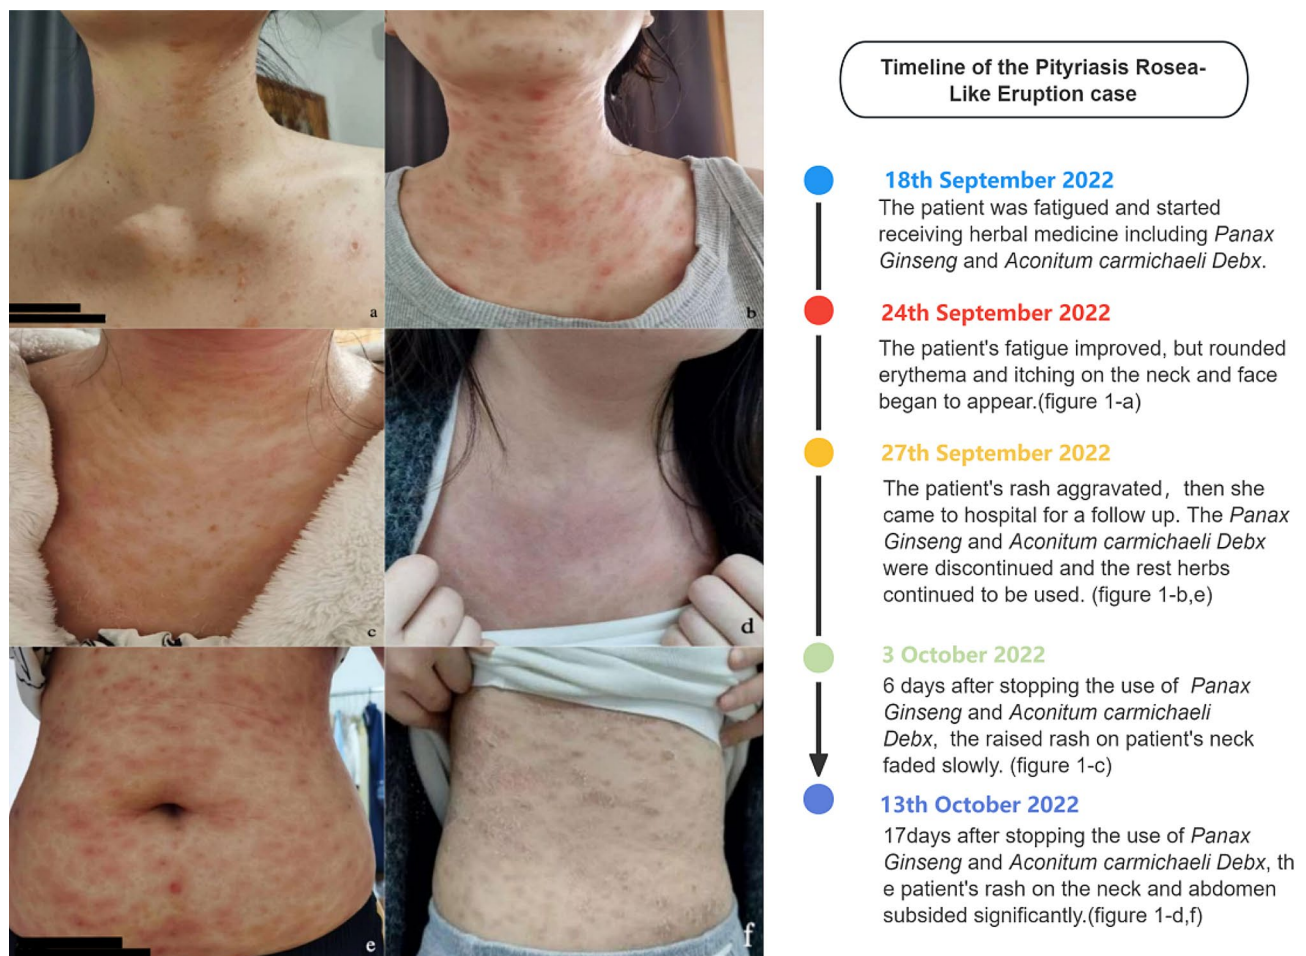 Timeline of the Pityriasis Rosea-
Like Eruption case
18th September 2022
The patient was fatigued and started
receiving herbal medicine including Panax
Ginseng and Aconitum carmichaeli Debx.
24th September 2022
The patient's fatigue improved, but rounded
erythema and itching on the neck and face
began to appear.(figure 1-a)
27th September 2022
The patient's rash aggravated，then she
came to hospital for a follow up. The Panax
Ginseng and Aconitum carmichaeli Debx
were discontinued and the rest herbs
continued to be used. (figure 1-b,e)
3 October 2022
6 days after stopping the use of Panax
Ginseng and Aconitum carmichaeli
Debx, the raised rash on patient's neck
faded slowly. (figure 1-c)
13th October 2022
17days after stopping the use of Panax
Ginseng and Aconitum carmichaeli Debx, th
e patient's rash on the neck and abdomen
subsided significantly.(figure 1-d,f)
a
b
c
d
e
f